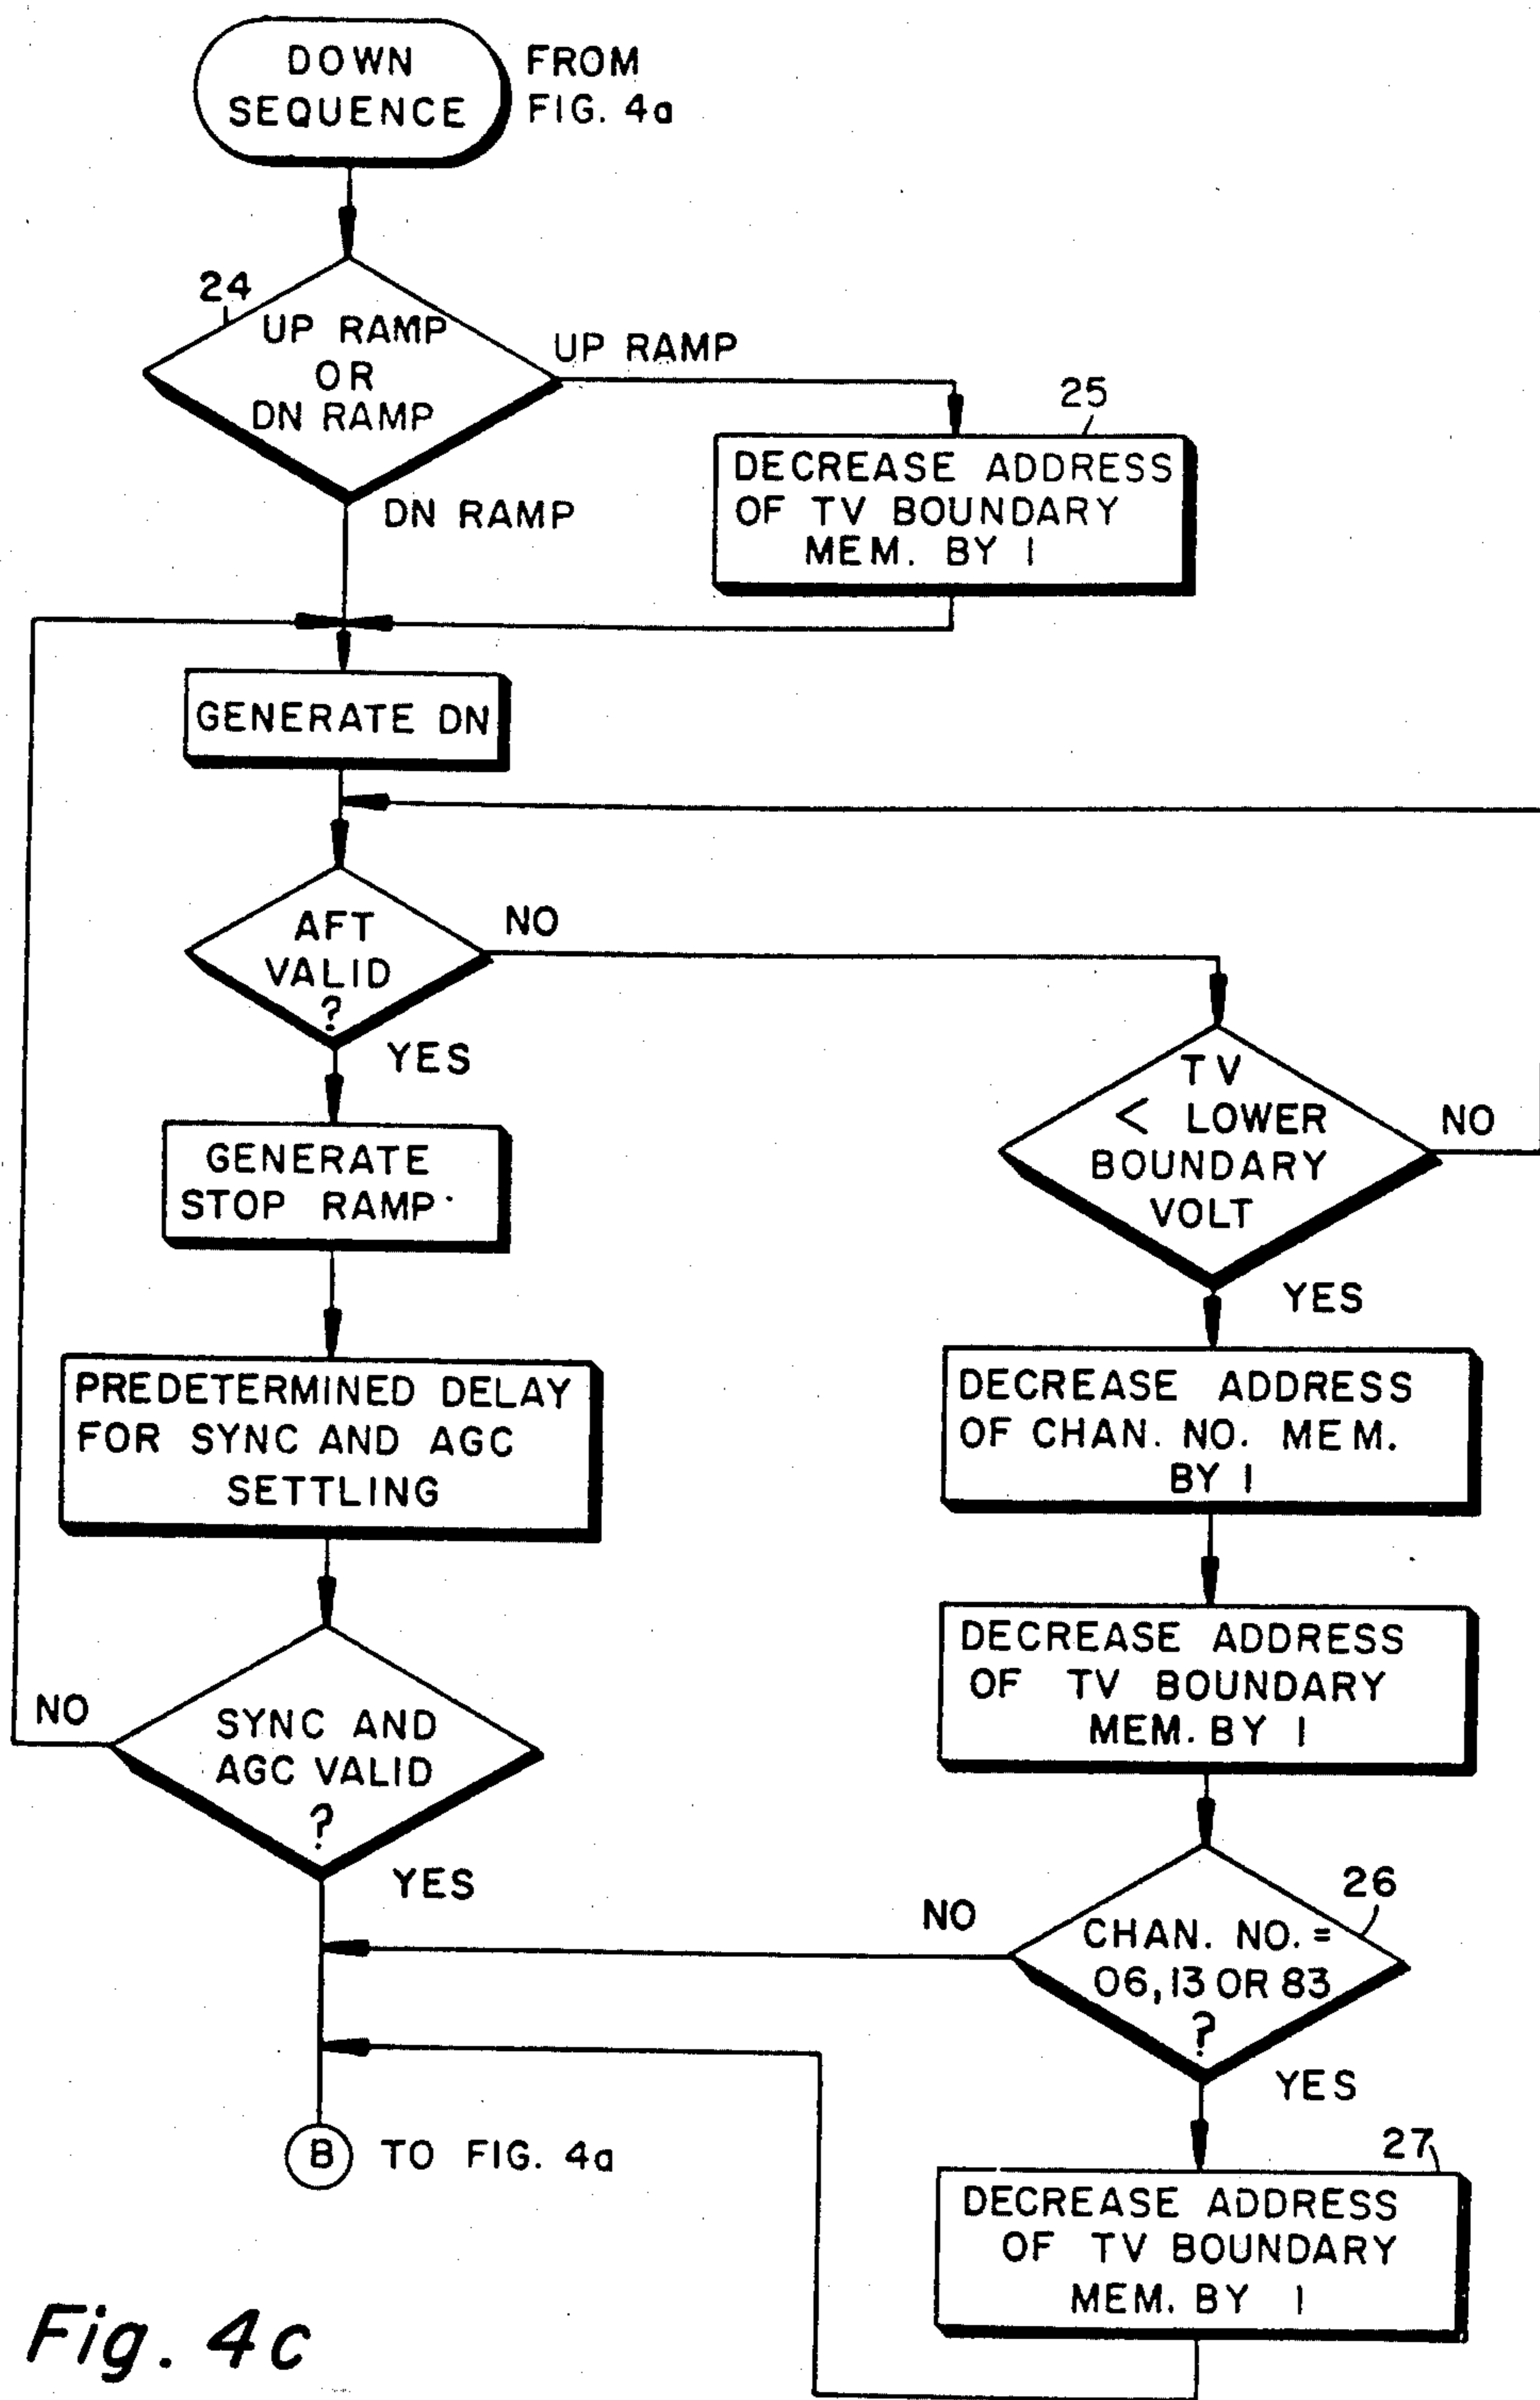 DOWN
SEQUENCE
FROM
FIG. 4a
24
UP RAMP
OR
DN RAMP
UP RAMP
DN RAMP
25
DECREASE ADDRESS
OF TV BOUNDARY
MEM. BY 1
GENERATE DN
AFT
VALID
?
NO
YES
TV
< LOWER
BOUNDARY
VOLT
NO
YES
GENERATE
STOP RAMP
PREDETERMINED DELAY
FOR SYNC AND AGC
SETTLING
DECREASE ADDRESS
OF CHAN. NO. MEM.
BY 1
DECREASE ADDRESS
OF TV BOUNDARY
MEM. BY 1
SYNC AND
AGC VALID
?
NO
YES
26
CHAN. NO. =
06, 13 OR 83
?
NO
YES
B TO FIG. 4a
27
DECREASE ADDRESS
OF TV BOUNDARY
MEM. BY 1
Fig. 4c